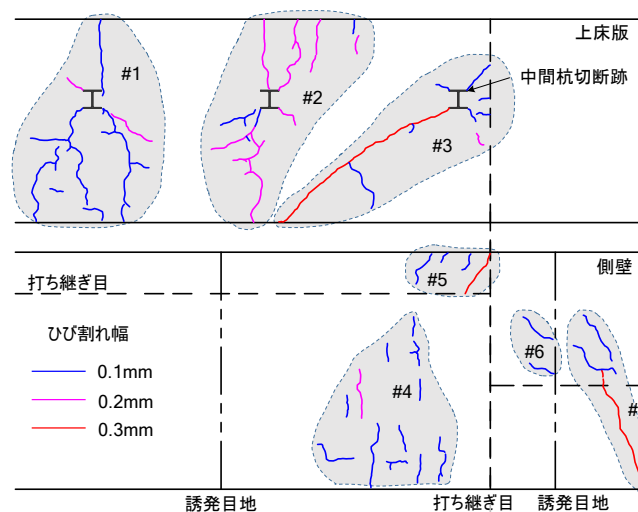 上床版
#1
#2
中間杭切断跡
#3
側壁
打ち継ぎ目
#5
ひび割れ幅
#6
0.1mm
#4
#
0.2mm
0.3mm
誘発目地
打ち継ぎ目
誘発目地